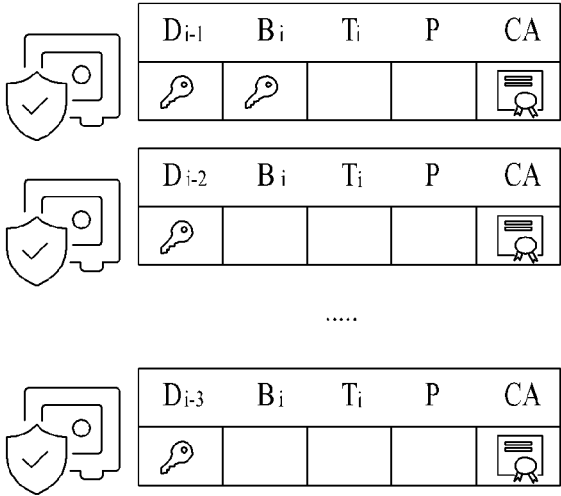 Di-1 Bi Ti P CA
Di-2 Bi Ti P CA
.....
Di-3 Bi Ti P CA